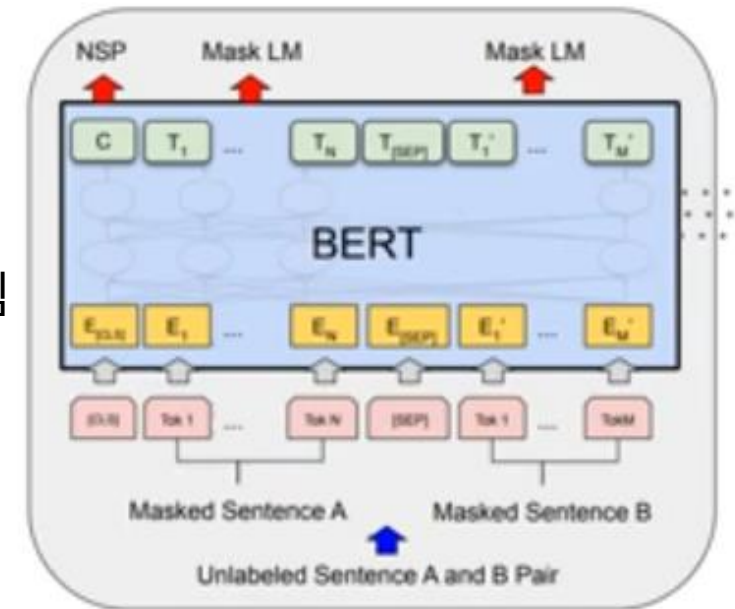 NSP Mask LM Mask LM
C T1 ... TN T[SEP] T1' ... TM'
BERT
E[CLS] E1 ... EN E[SEP] E1' ... EM'
[CLS] Tok 1 ... Tok N [SEP] Tok 1 ... TokM
Masked Sentence A Masked Sentence B
Unlabeled Sentence A and B Pair